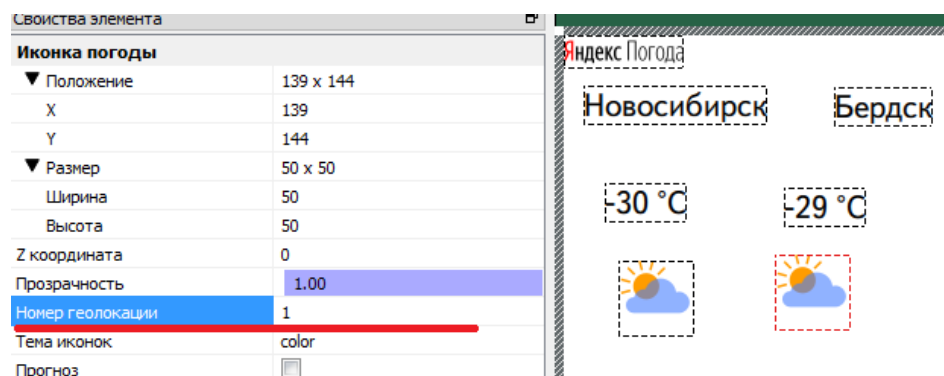 Свойства элемента
Иконка погоды
Положение 139 x 144
X 139
Y 144
Размер 50 x 50
Ширина 50
Высота 50
Z координата 0
Прозрачность 1.00
Номер геолокации 1
Тема иконок color
Прогноз
Яндекс Погода
Новосибирск Бердск
-30 °C -29 °C